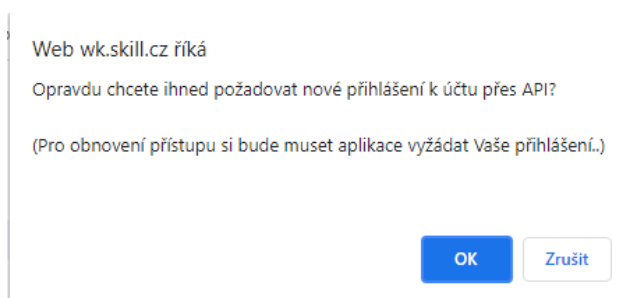 Web wk.skill.cz říká
Opravdu chcete ihned požadovat nové přihlášení k účtu přes API?
(Pro obnovení přístupu si bude muset aplikace vyžádat Vaše přihlášení..)
OK
Zrušit